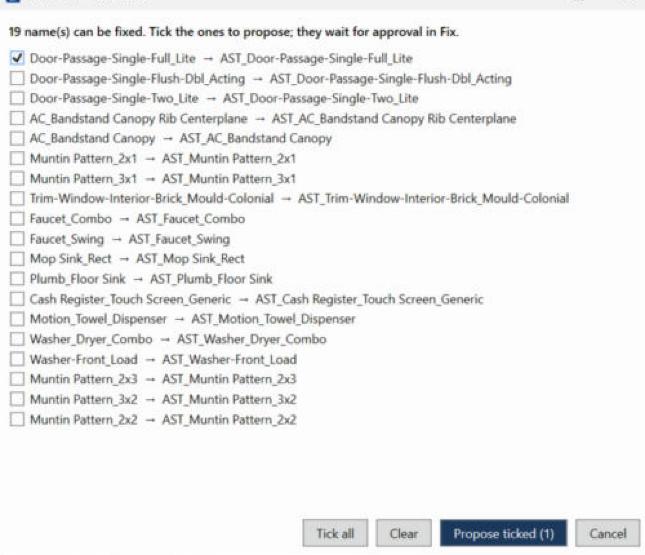 19 name(s) can be fixed. Tick the ones to propose; they wait for approval in Fix.
Door-Passage-Single-Full_Lite → AST_Door-Passage-Single-Full_Lite
Door-Passage-Single-Flush-Dbl_Acting → AST_Door-Passage-Single-Flush-Dbl_Acting
Door-Passage-Single-Two_Lite → AST_Door-Passage-Single-Two_Lite
AC_Bandstand Canopy Rib Centerplane → AST_AC_Bandstand Canopy Rib Centerplane
AC_Bandstand Canopy → AST_AC_Bandstand Canopy
Muntin Pattern_2x1 → AST_Muntin Pattern_2x1
Muntin Pattern_3x1 → AST_Muntin Pattern_3x1
Trim-Window-Interior-Brick_Mould-Colonial → AST_Trim-Window-Interior-Brick_Mould-Colonial
Faucet_Combo → AST_Faucet_Combo
Faucet_Swing → AST_Faucet_Swing
Mop Sink_Rect → AST_Mop Sink_Rect
Plumb_Floor Sink → AST_Plumb_Floor Sink
Cash Register_Touch Screen_Generic → AST_Cash Register_Touch Screen_Generic
Motion_Towel_Dispenser → AST_Motion_Towel_Dispenser
Washer_Dryer_Combo → AST_Washer_Dryer_Combo
Washer-Front_Load → AST_Washer-Front_Load
Muntin Pattern_2x3 → AST_Muntin Pattern_2x3
Muntin Pattern_3x2 → AST_Muntin Pattern_3x2
Muntin Pattern_2x2 → AST_Muntin Pattern_2x2
Tick all Clear Propose ticked (1) Cancel